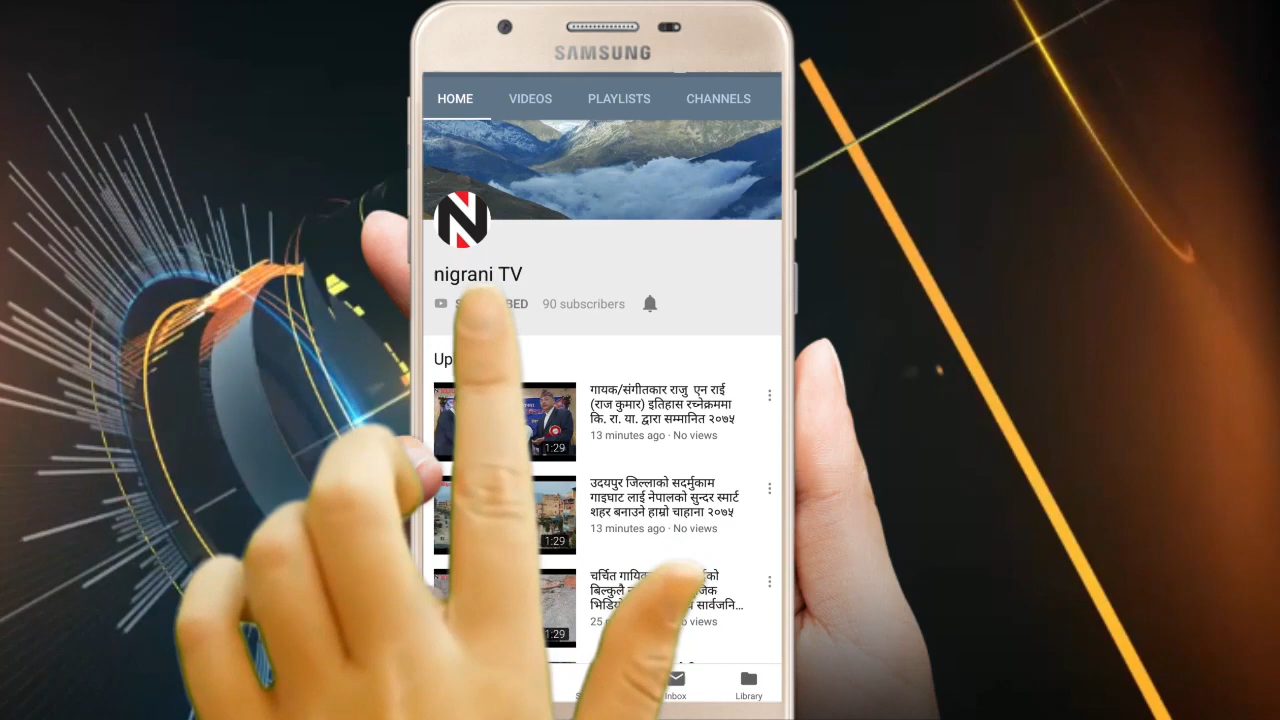 SAMSUNG
HOME VIDEOS PLAYLISTS CHANNELS
N
nigrani TV
90 subscribers
गायक/संगीतकार राजु एन राई
(राज कुमार) इतिहास रच्नेक्रममा
कि. रा. या. द्वारा सम्मानित २०७५
13 minutes ago · No views
1:29
उदयपुर जिल्लाको सदर्मुकाम
गाइघाट लाई नेपालको सुन्दर स्मार्ट
शहर बनाउने हाम्रो चाहाना २०७५
13 minutes ago · No views
1:29
चर्चित
बिल्कुलै
सार्वजनि...
views
1:29
Inbox Library